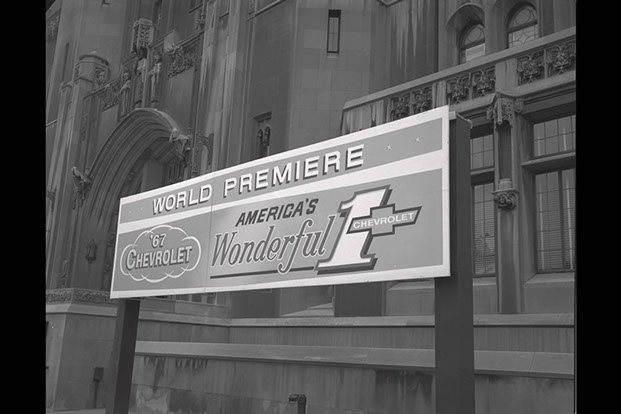 WORLD PREMIERE
'67
CHEVROLET
AMERICA'S
Wonderful 1
CHEVROLET